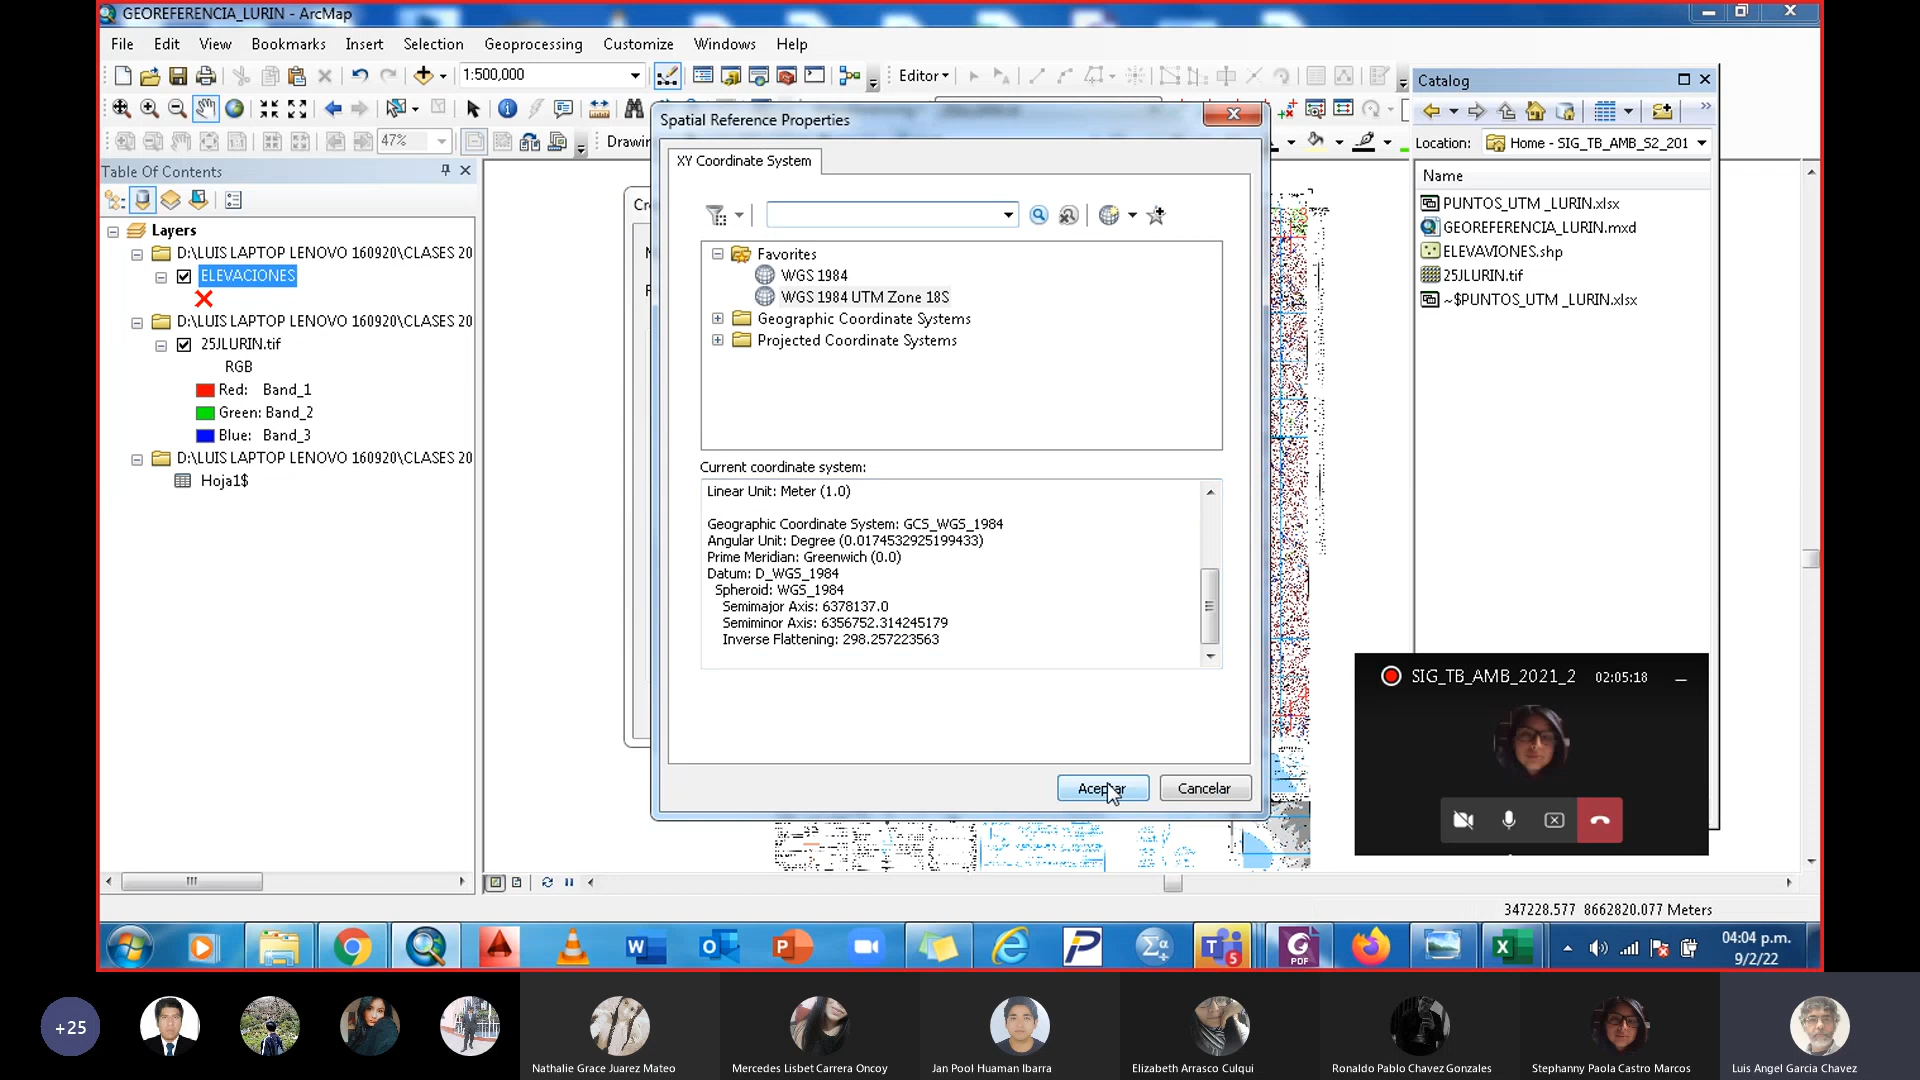 GEOREFERENCIA_LURIN - ArcMap
File Edit View Bookmarks Insert Selection Geoprocessing Customize Windows Help
1:500,000
Editor
47%
Drawin
Table Of Contents
Layers
D:\LUIS LAPTOP LENOVO 160920\CLASES 20
ELEVACIONES
D:\LUIS LAPTOP LENOVO 160920\CLASES 20
25JLURIN.tif
RGB
Red: Band_1
Green: Band_2
Blue: Band_3
D:\LUIS LAPTOP LENOVO 160920\CLASES 20
Hoja1$
Cr
Spatial Reference Properties
XY Coordinate System
Favorites
WGS 1984
WGS 1984 UTM Zone 18S
Geographic Coordinate Systems
Projected Coordinate Systems
Current coordinate system:
Linear Unit: Meter (1.0)
Geographic Coordinate System: GCS_WGS_1984
Angular Unit: Degree (0.0174532925199433)
Prime Meridian: Greenwich (0.0)
Datum: D_WGS_1984
Spheroid: WGS_1984
Semimajor Axis: 6378137.0
Semiminor Axis: 6356752.314245179
Inverse Flattening: 298.257223563
Aceptar
Cancelar
Catalog
Location: Home - SIG_TB_AMB_S2_201
Name
PUNTOS_UTM _LURIN.xlsx
GEOREFERENCIA_LURIN.mxd
ELEVAVIONES.shp
25JLURIN.tif
~$PUNTOS_UTM _LURIN.xlsx
SIG_TB_AMB_2021_2 02:05:18
347228.577 8662820.077 Meters
5
PDF
04:04 p.m.
9/2/22
+25
Nathalie Grace Juarez Mateo
Mercedes Lisbet Carrera Oncoy
Jan Pool Huaman Ibarra
Elizabeth Arrasco Culqui
Ronaldo Pablo Chavez Gonzales
Stephanny Paola Castro Marcos
Luis Angel Garcia Chavez